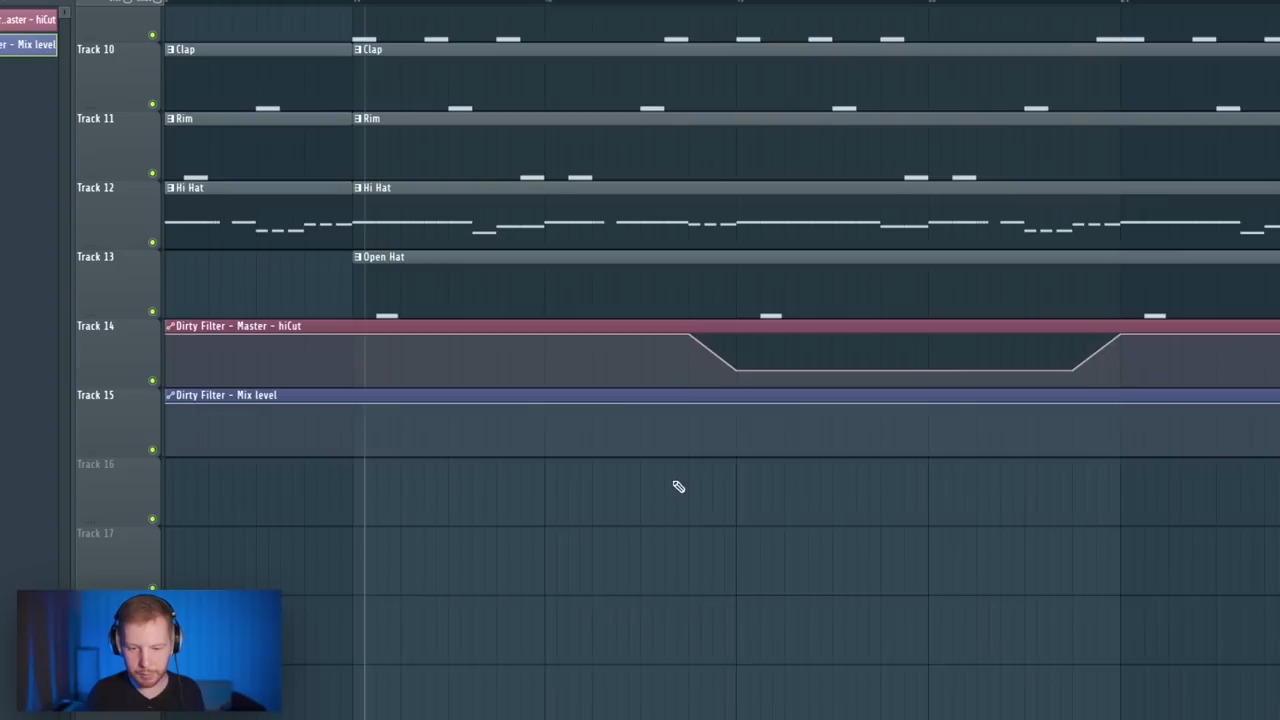 r..aster - hiCut
er - Mix level
Track 10
Clap
Clap
Track 11
Rim
Rim
Track 12
Hi Hat
Hi Hat
Track 13
Open Hat
Track 14
Dirty Filter - Master - hiCut
Track 15
Dirty Filter - Mix level
Track 16
Track 17